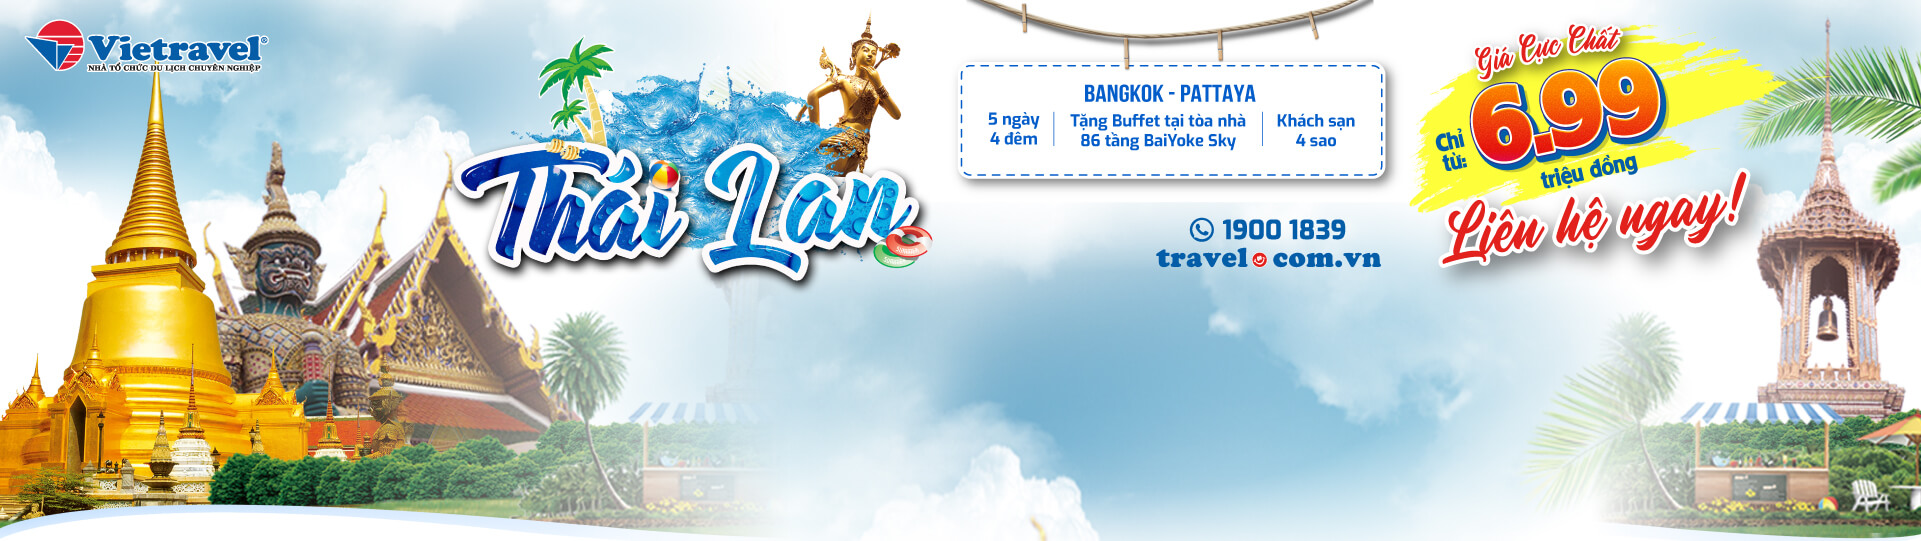 Vietravel®
NHÀ TỔ CHỨC DU LỊCH CHUYÊN NGHIỆP
Thái Lan
BANGKOK - PATTAYA
5 ngày
4 đêm
Tặng Buffet tại tòa nhà
86 tầng BaiYoke Sky
Khách sạn
4 sao
1900 1839
travel.com.vn
Giá Cực Chất
Chỉ
từ:
6.99
triệu đồng
Liên hệ ngay!